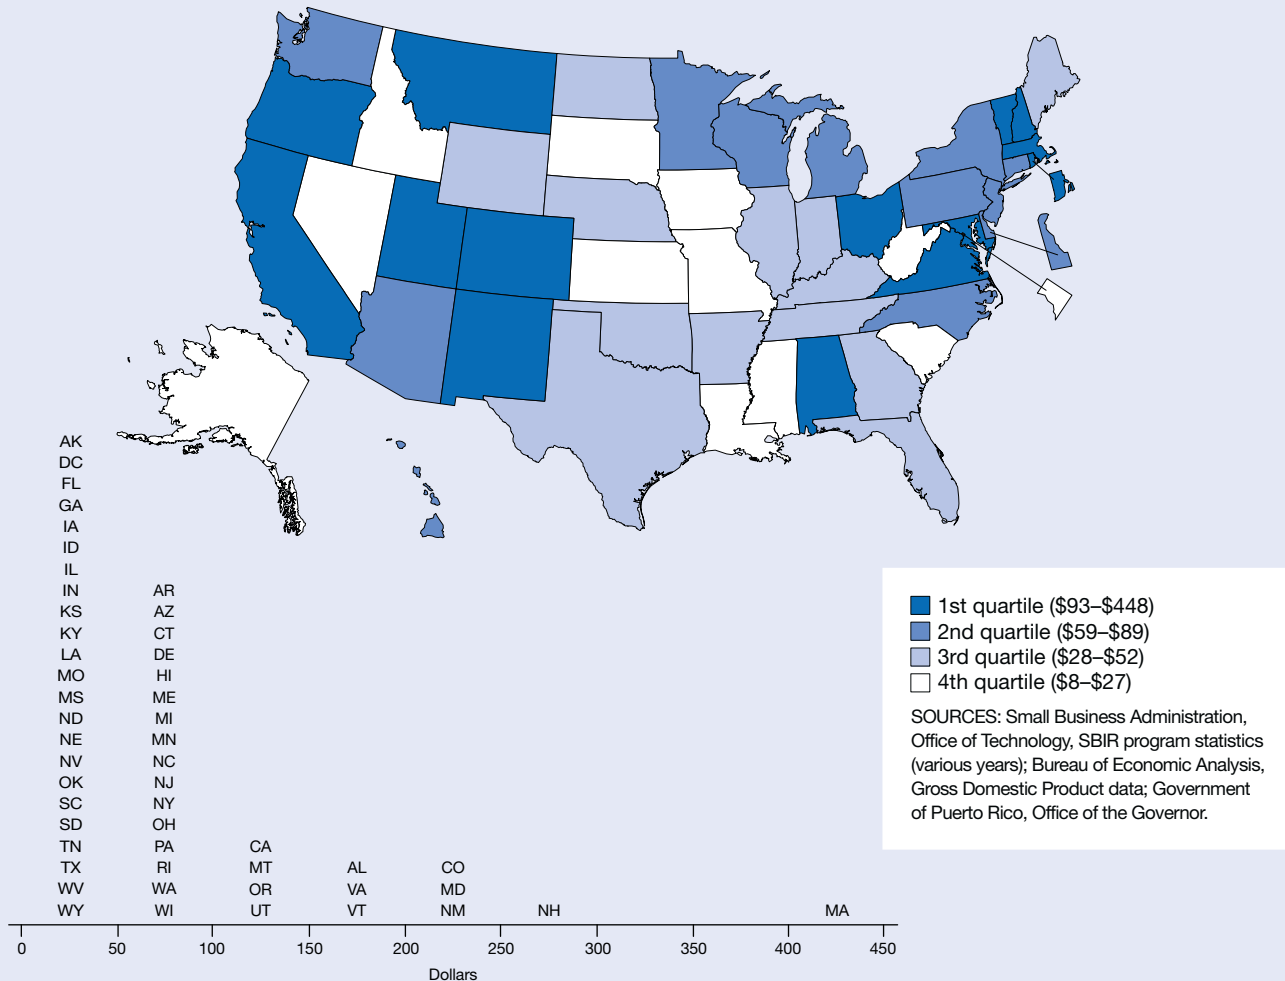 AK
DC
FL
GA
IA
ID
IL
IN AR
KS AZ
KY CT
LA DE
MO HI
MS ME
ND MI
NE MN
NV NC
OK NJ
SC NY
SD OH
TN PA CA
TX RI MT AL CO
WV WA OR VA MD
WY WI UT VT NM NH MA
0 50 100 150 200 250 300 350 400 450
Dollars
1st quartile ($93–$448)
2nd quartile ($59–$89)
3rd quartile ($28–$52)
4th quartile ($8–$27)
SOURCES: Small Business Administration,
Office of Technology, SBIR program statistics
(various years); Bureau of Economic Analysis,
Gross Domestic Product data; Government
of Puerto Rico, Office of the Governor.